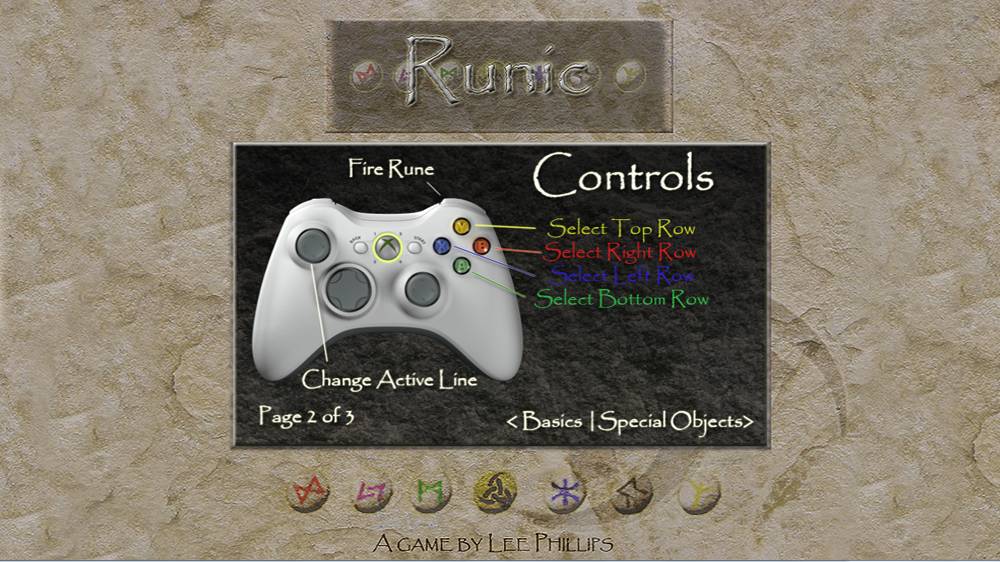 Runic
Controls
Fire Rune
Select Top Row
Select Right Row
Select Left Row
Select Bottom Row
Y
X
B
A
Change Active Line
Page 2 of 3
< Basics | Special Objects>
A GAME BY LEE PHILLIPS